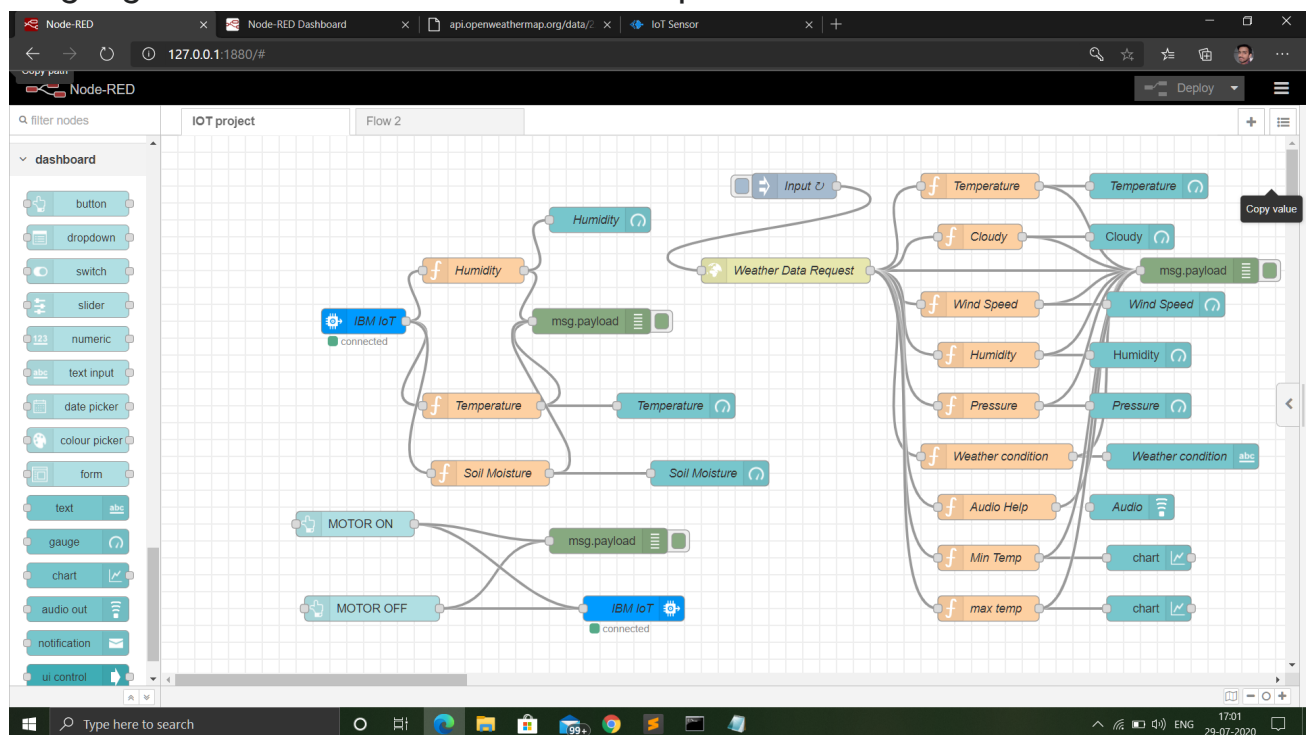 Node-RED
Node-RED Dashboard
api.openweathermap.org/data/2
IoT Sensor
127.0.0.1:1880/#
Copy path
Node-RED
Deploy
filter nodes
IOT project
Flow 2
dashboard
button
dropdown
switch
slider
123 numeric
abc text input
date picker
colour picker
form
text abc
gauge
chart
audio out
notification
ui control
Humidity
Humidity
IBM IoT
connected
msg.payload
Temperature
Temperature
Soil Moisture
Soil Moisture
MOTOR ON
msg.payload
MOTOR OFF
IBM IoT
connected
Input ↻
Weather Data Request
Temperature
Temperature
Copy value
Cloudy
Cloudy
msg.payload
Wind Speed
Wind Speed
Humidity
Humidity
Pressure
Pressure
Weather condition
Weather condition abc
Audio Help
Audio
Min Temp
chart
max temp
chart
Type here to search
99+
ENG
17:01
29-07-2020